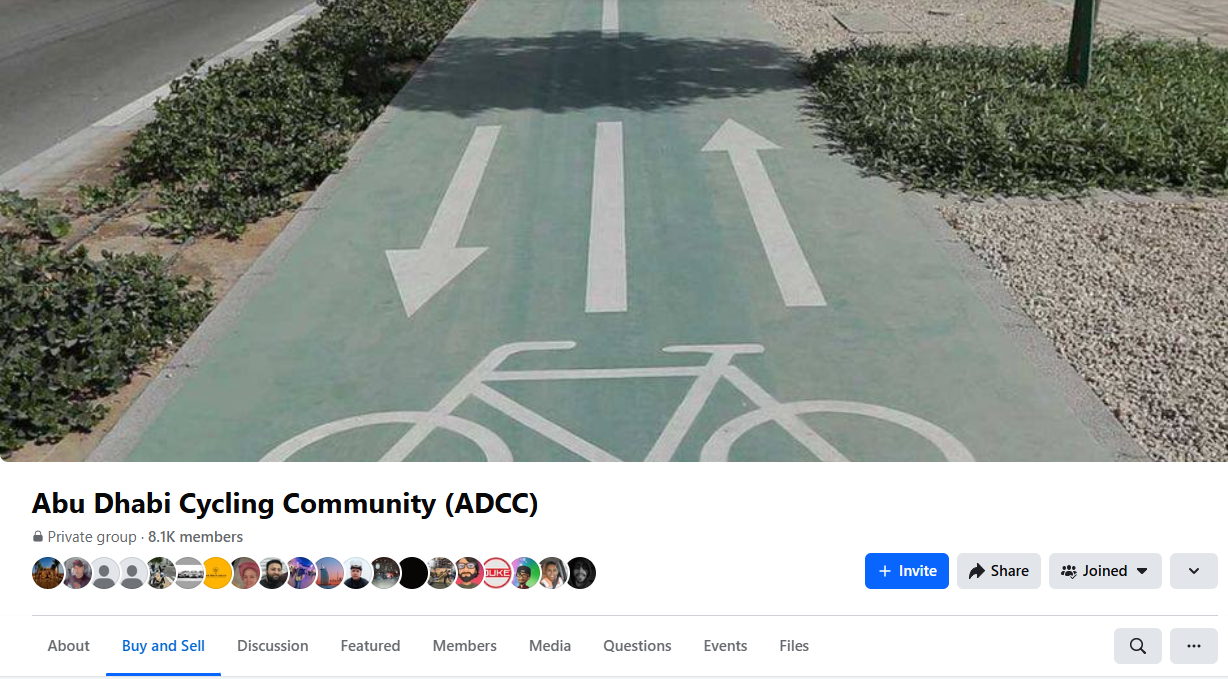 Abu Dhabi Cycling Community (ADCC)
Private group · 8.1K members
DUKE
+ Invite
Share
Joined
About
Buy and Sell
Discussion
Featured
Members
Media
Questions
Events
Files